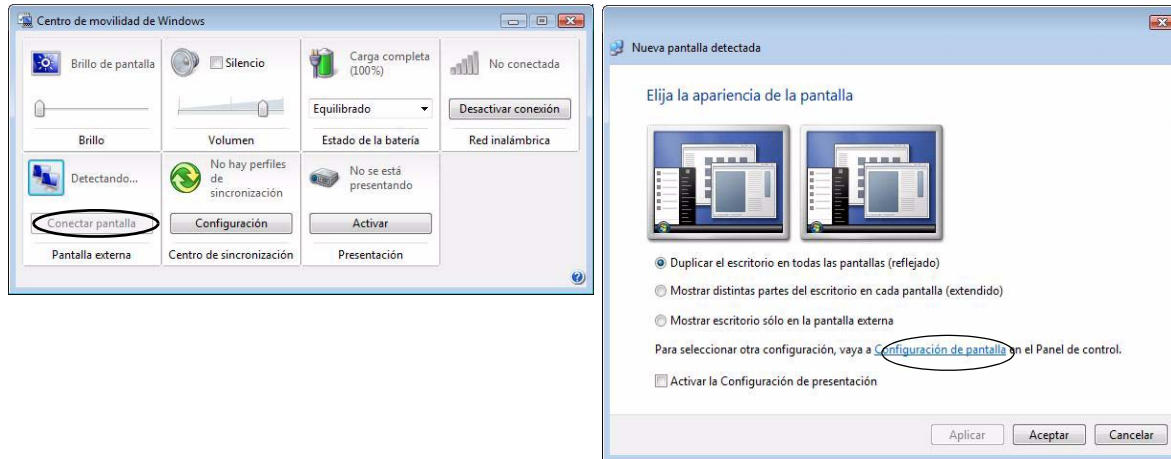 Centro de movilidad de Windows
Brillo de pantalla
Silencio
Carga completa
(100%)
No conectada
Equilibrado
Desactivar conexión
Brillo
Volumen
Estado de la batería
Red inalámbrica
Detectando...
No hay perfiles
de
sincronización
No se está
presentando
Conectar pantalla
Configuración
Activar
Pantalla externa
Centro de sincronización
Presentación
Nueva pantalla detectada
Elija la apariencia de la pantalla
Duplicar el escritorio en todas las pantallas (reflejado)
Mostrar distintas partes del escritorio en cada pantalla (extendido)
Mostrar escritorio sólo en la pantalla externa
Para seleccionar otra configuración, vaya a Configuración de pantalla en el Panel de control.
Activar la Configuración de presentación
Aplicar
Aceptar
Cancelar